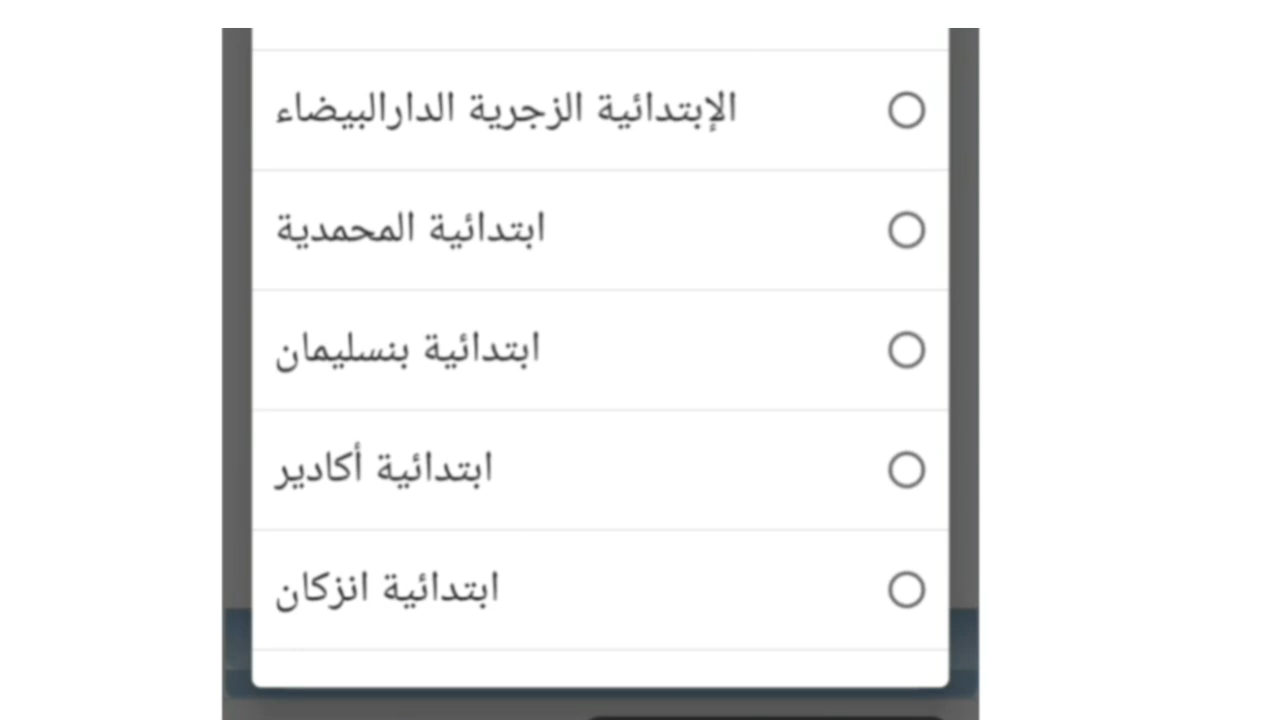 الإبتدائية الزجرية الدارالبيضاء
ابتدائية المحمدية
ابتدائية بنسليمان
ابتدائية أكادير
ابتدائية انزكان